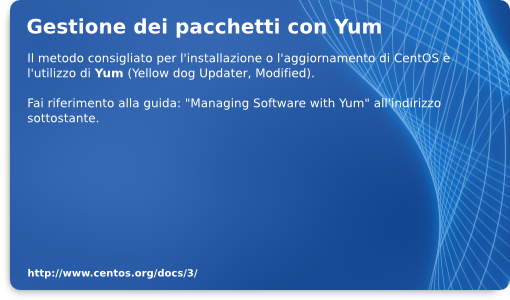 Gestione dei pacchetti con Yum
Il metodo consigliato per l'installazione o l'aggiornamento di CentOS è
l'utilizzo di Yum (Yellow dog Updater, Modified).
Fai riferimento alla guida: "Managing Software with Yum" all'indirizzo
sottostante.
http://www.centos.org/docs/3/